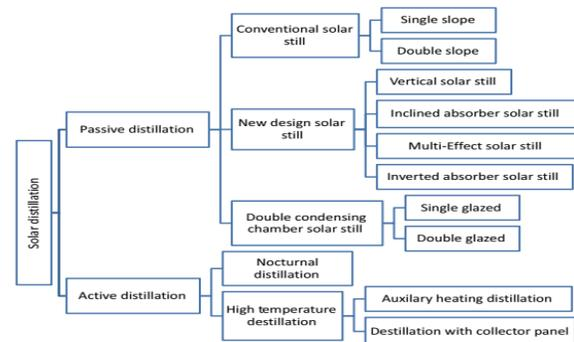 Solar distillation
Passive distillation
Conventional solar
still
Single slope
Double slope
New design solar
still
Vertical solar still
Inclined absorber solar still
Multi-Effect solar still
Inverted absorber solar still
Double condensing
chamber solar still
Single glazed
Double glazed
Active distillation
Nocturnal
distillation
High temperature
destillation
Auxilary heating distillation
Destillation with collector panel